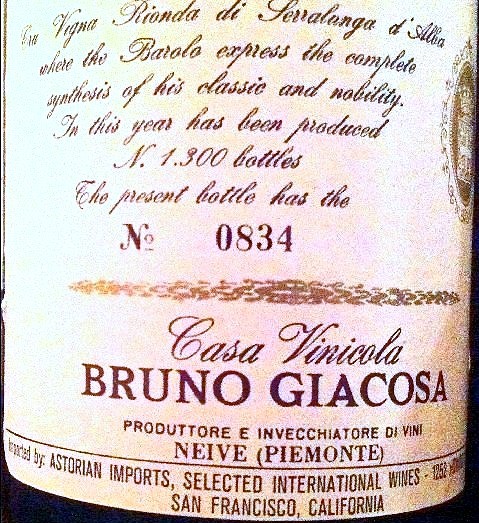 Cru Vigna Rionda di Serralunga d'Alba
where the Barolo express the complete
synthesis of his classic and nobility.
In this year has been produced
N. 1.300 bottles
The present bottle has the
No 0834
Casa Vinicola
BRUNO GIACOSA
PRODUTTORE E INVECCHIATORE DI VINI
NEIVE (PIEMONTE)
Imported by: ASTORIAN IMPORTS, SELECTED INTERNATIONAL WINES - 1252
SAN FRANCISCO, CALIFORNIA